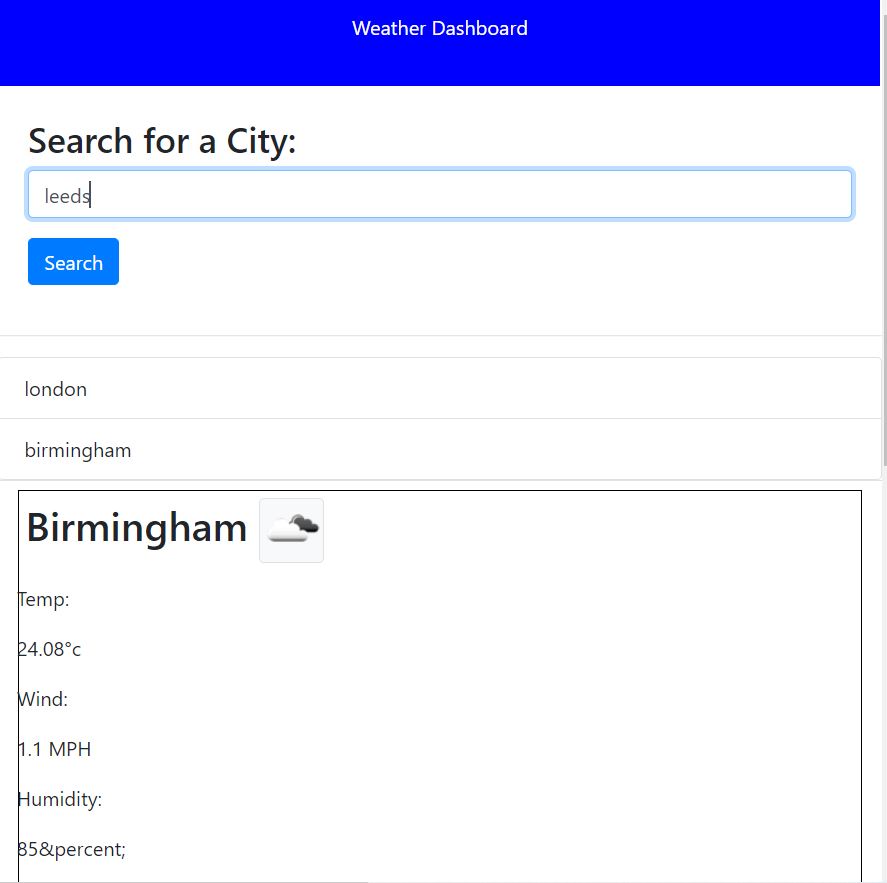 Weather Dashboard
Search for a City:
leeds
Search
london
birmingham
Birmingham
Temp:
24.08°c
Wind:
1.1 MPH
Humidity:
85&percent;